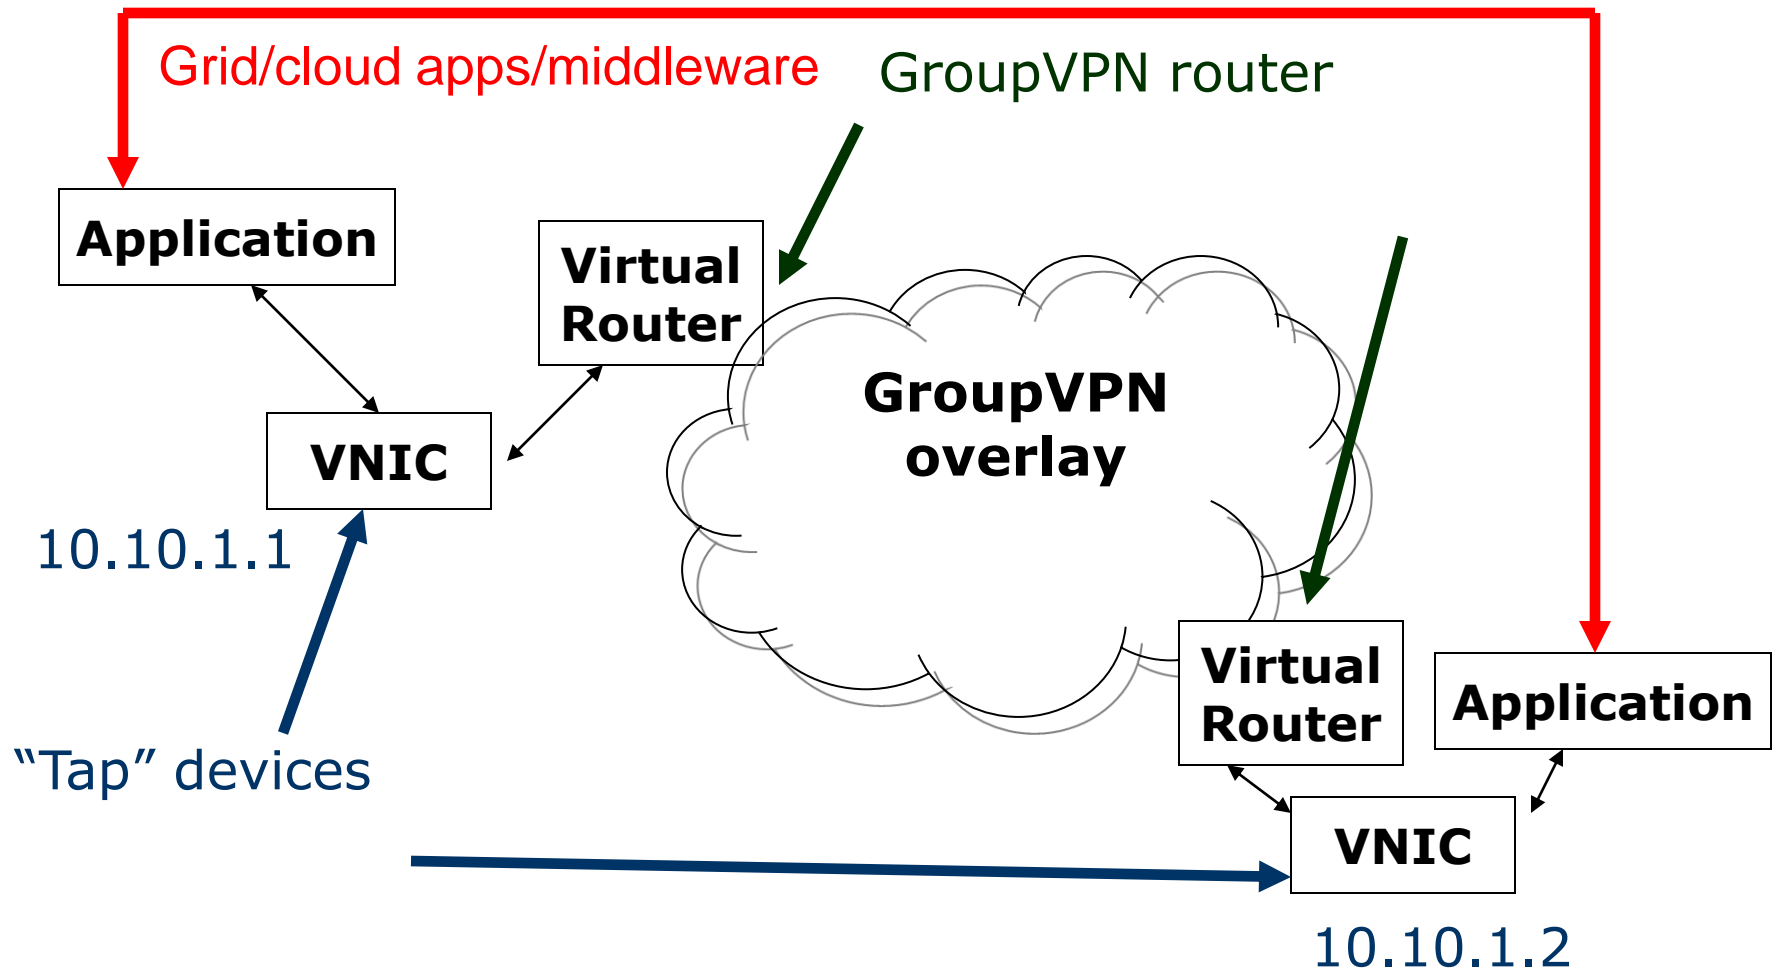 Grid/cloud apps/middleware
GroupVPN router
Application
Virtual
Router
GroupVPN
overlay
VNIC
10.10.1.1
Virtual
Router
Application
“Tap” devices
VNIC
10.10.1.2